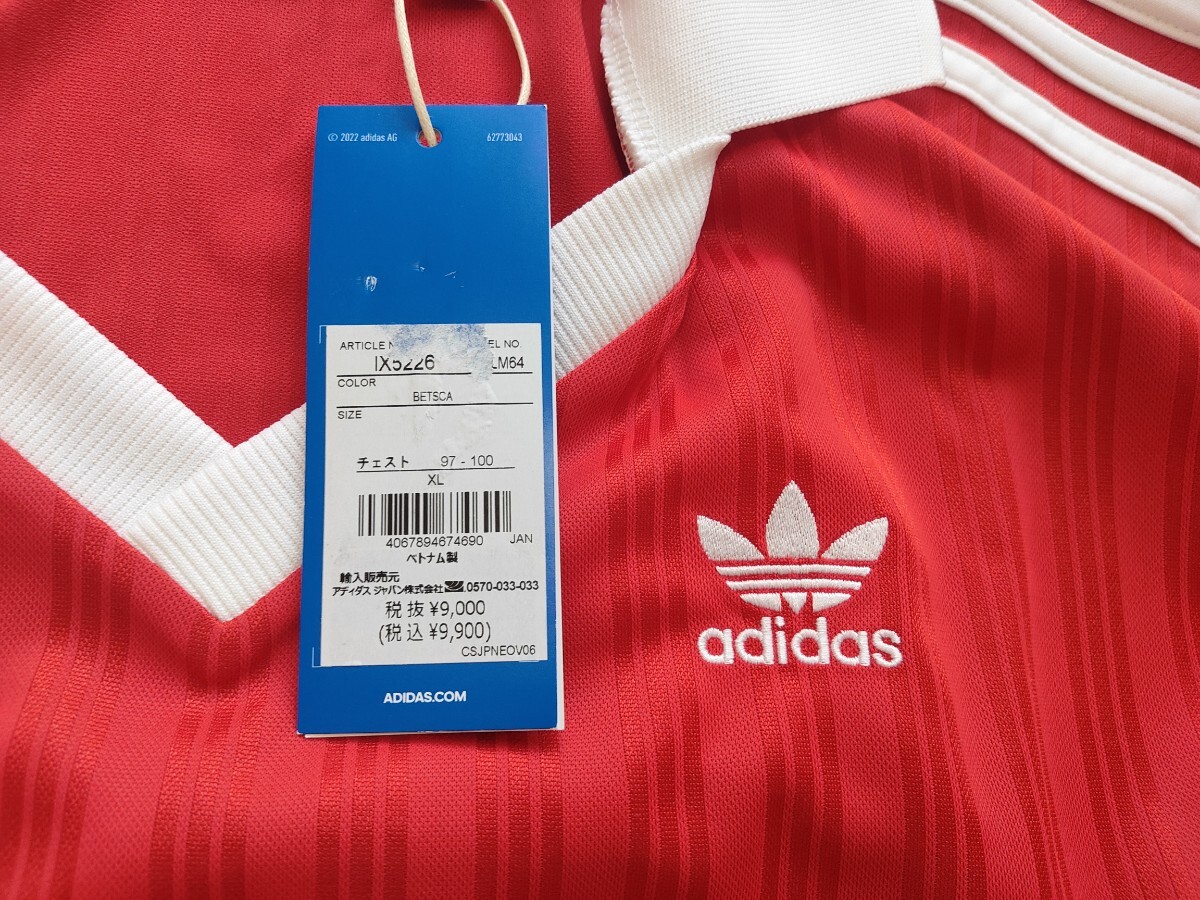 © 2022 adidas AG 62773043
ARTICLE
IX5226 LM64
COLOR
BETSCA
SIZE
チェスト 97 - 100
XL
4067894674690 JAN
ベトナム製
輸入販売元
アディダス ジャパン株式会社 0570-033-033
税抜 ¥9,000
(税込 ¥9,900)
CSJPNEOV06
ADIDAS.COM
adidas